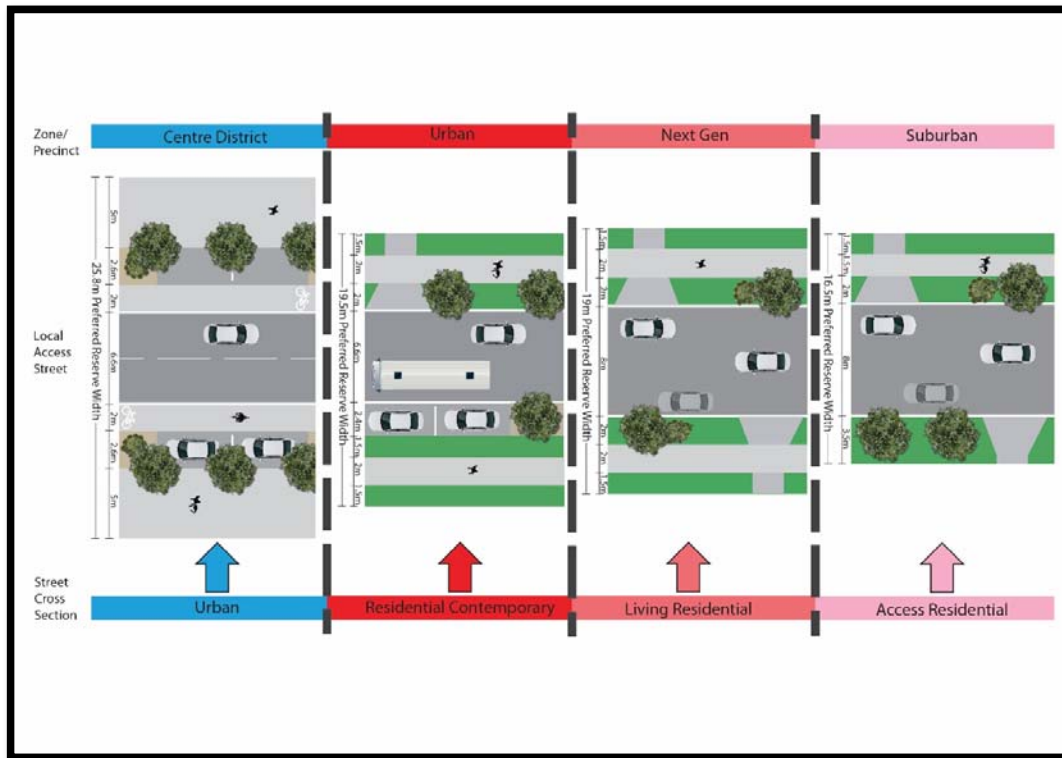 Zone/
Precinct
Centre District
Urban
Next Gen
Suburban
Local
Access
Street
25.8m Preferred Reserve Width
5m
2.6m
2m
6.6m
2m
2.6m
5m
19.5m Preferred Reserve Width
1.5m
2m
2m
6.6m
2.4m
1.5m
2m
1.5m
19m Preferred Reserve Width
1.5m
2m
2m
8m
2m
2m
1.5m
16.5m Preferred Reserve Width
1.5m
1.5m
2m
8m
3.5m
Street
Cross
Section
Urban
Residential Contemporary
Living Residential
Access Residential